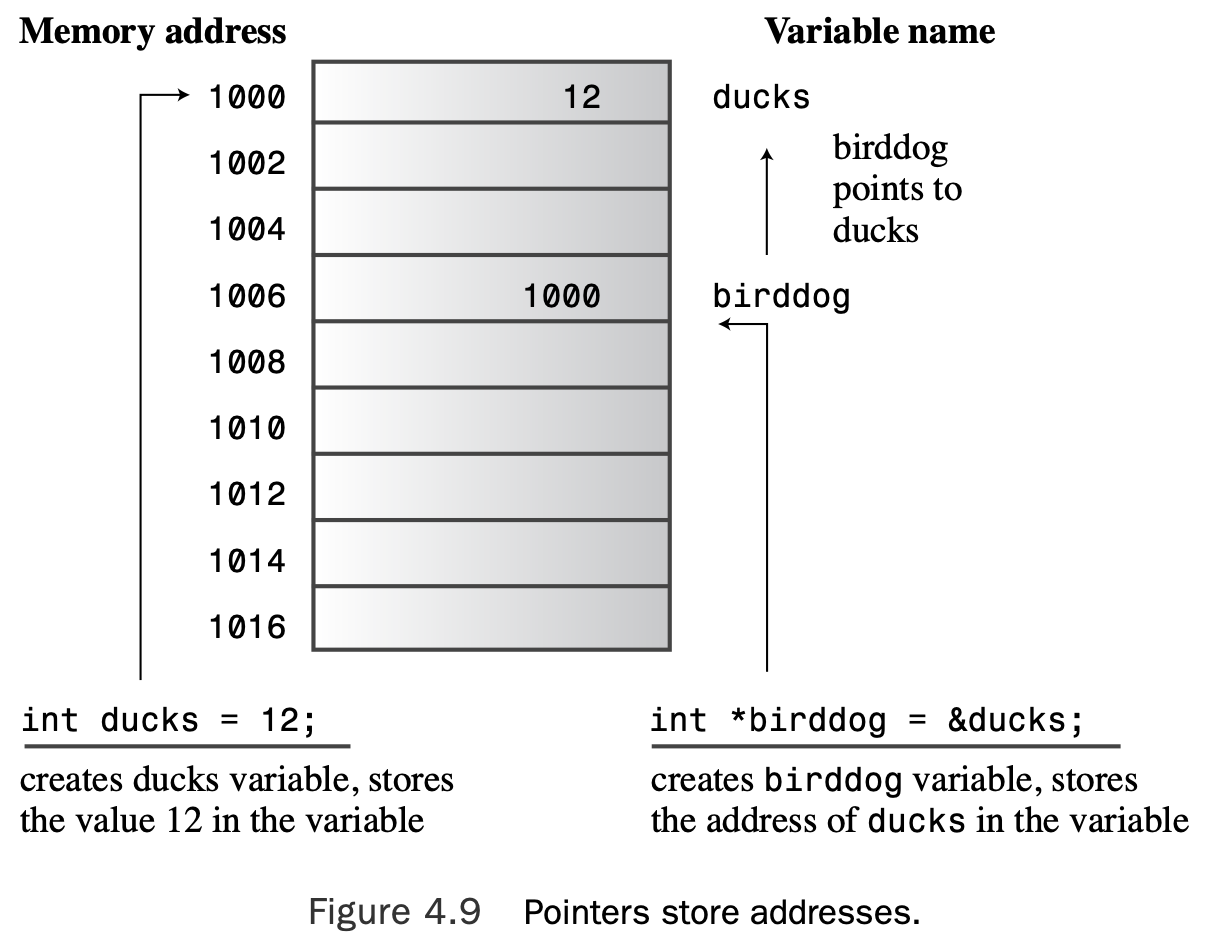 Memory address
Variable name
1000
12
ducks
1002
birddog
points to
ducks
1004
1006
1000
birddog
1008
1010
1012
1014
1016
int ducks = 12;
creates ducks variable, stores
the value 12 in the variable
int *birddog = &ducks;
creates birddog variable, stores
the address of ducks in the variable
Figure 4.9 Pointers store addresses.